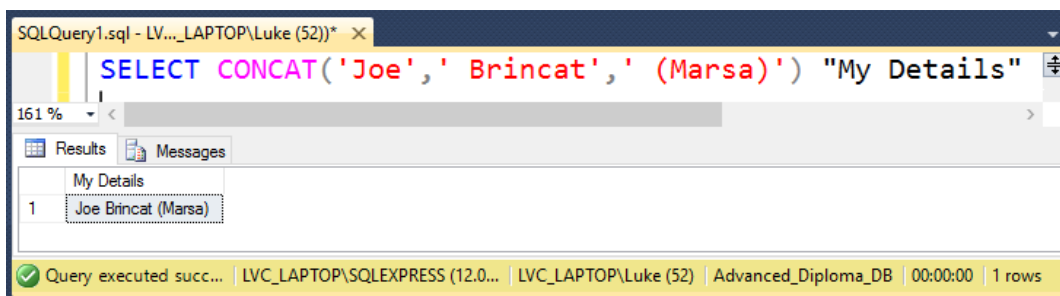 SQLQuery1.sql - LV..._LAPTOP\Luke (52))*
SELECT CONCAT('Joe',' Brincat',' (Marsa)') "My Details"
161 %
Results Messages
My Details
1 Joe Brincat (Marsa)
Query executed succ... LVC_LAPTOP\SQLEXPRESS (12.0... LVC_LAPTOP\Luke (52) Advanced_Diploma_DB 00:00:00 1 rows